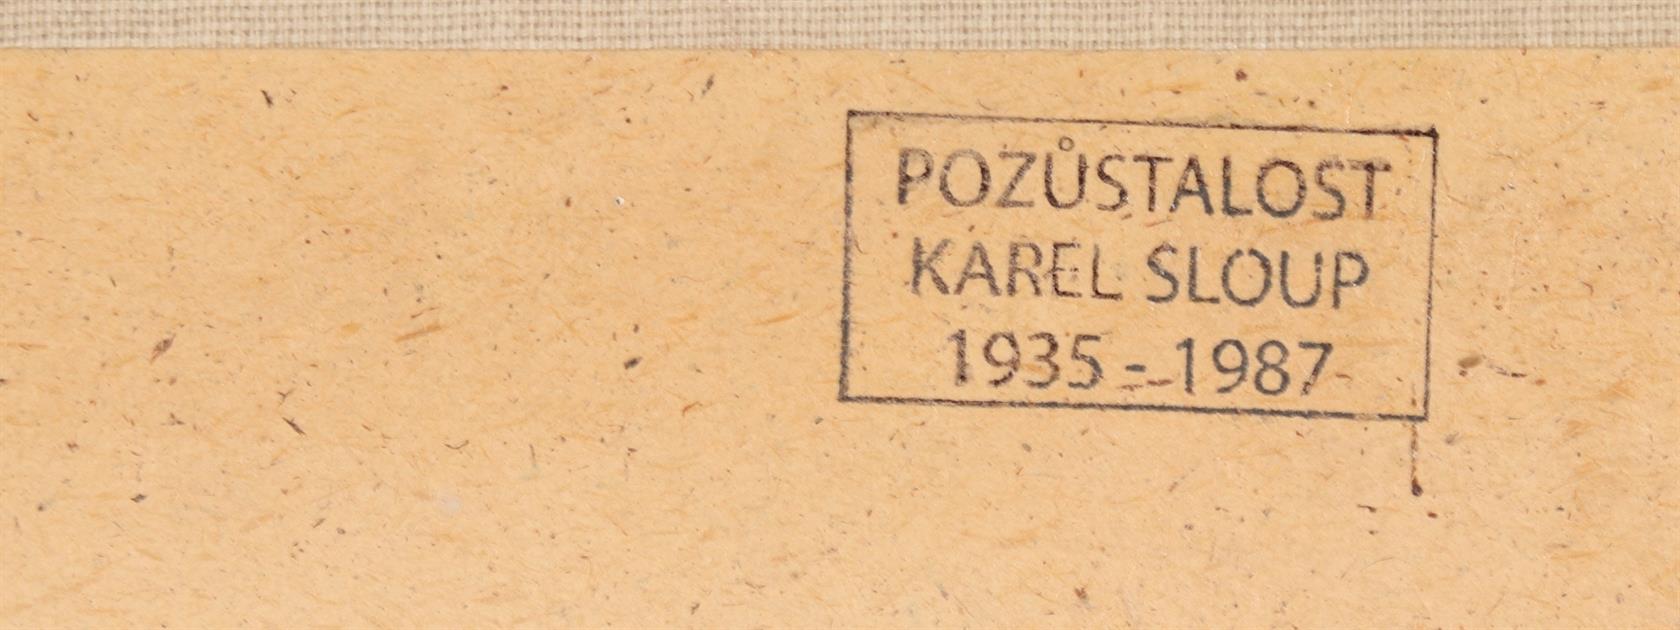 POZŮSTALOST
KAREL SLOUP
1935 - 1987